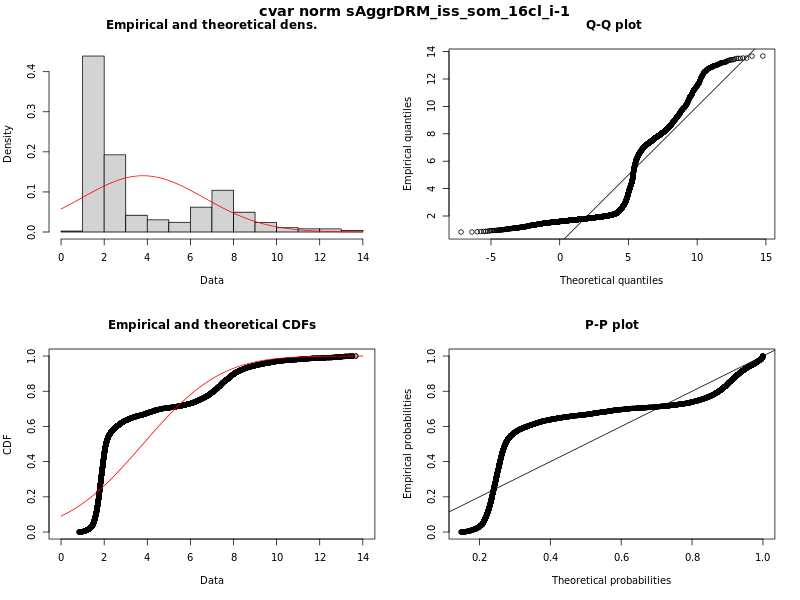 cvar norm sAggrDRM_iss_som_16cl_i-1
Empirical and theoretical dens.
Density
0.0 0.1 0.2 0.3 0.4
0 2 4 6 8 10 12 14
Data
Q-Q plot
Empirical quantiles
2 4 6 8 10 12 14
-5 0 5 10 15
Theoretical quantiles
Empirical and theoretical CDFs
CDF
0.0 0.2 0.4 0.6 0.8 1.0
0 2 4 6 8 10 12 14
Data
P-P plot
Empirical probabilities
0.0 0.2 0.4 0.6 0.8 1.0
0.2 0.4 0.6 0.8 1.0
Theoretical probabilities